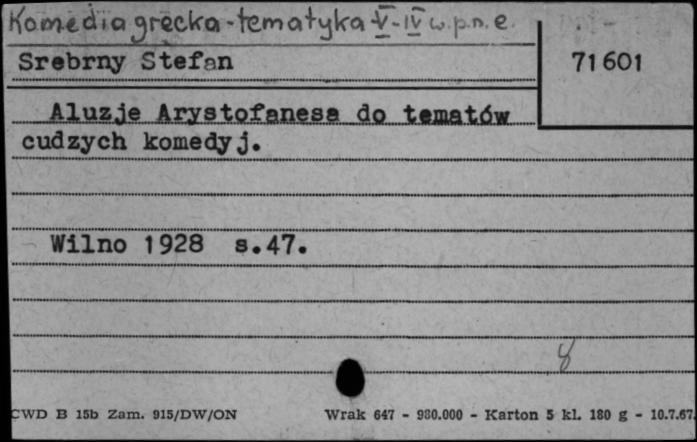 Komedia grecka - tematyka V-IV w. p.n.e.
Srebrny Stefan
71601
Aluzje Arystofanesa do tematów
cudzych komedyj.
Wilno 1928 s.47.
8
CWD B 15b Zam. 915/DW/ON Wrak 647 - 980.000 - Karton 5 kl. 180 g - 10.7.67.